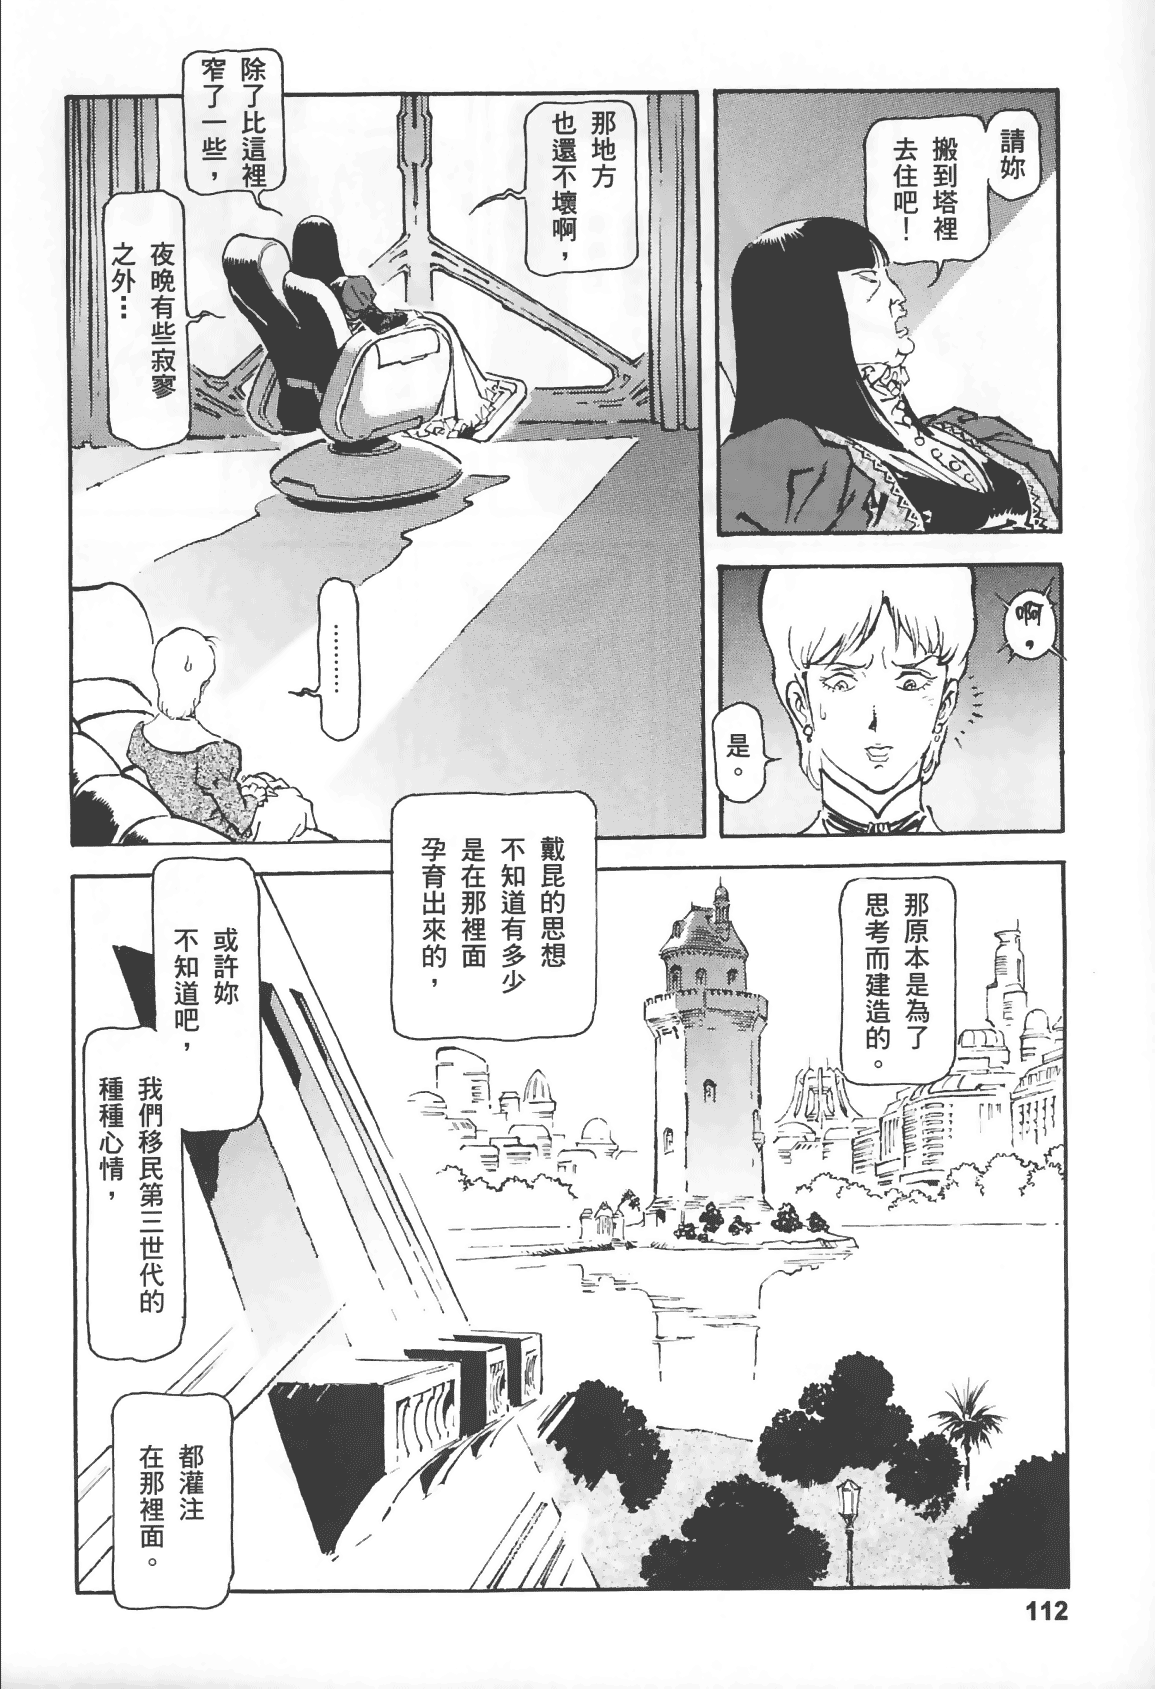 請妳
搬到塔裡
去住吧！
啊，
是。
那地方
也還不壞啊，
除了比這裡
窄了一些，
夜晚有些寂寥
之外…
………
那原本是為了
思考而建造的。
戴昆的思想
不知道有多少
是在那裡面
孕育出來的，
或許妳
不知道吧，
我們移民第三世代的
種種心情，
都灌注
在那裡面。
112